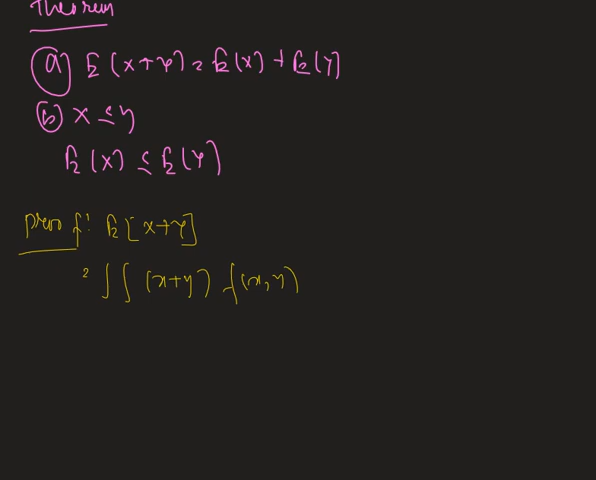 Theorem
(a) E(X+Y) = E(X) + E(Y)
(b) X ≤ Y
E(X) ≤ E(Y)
Proof: E[X+Y]
= ∫∫ (x+y) f(x,y)